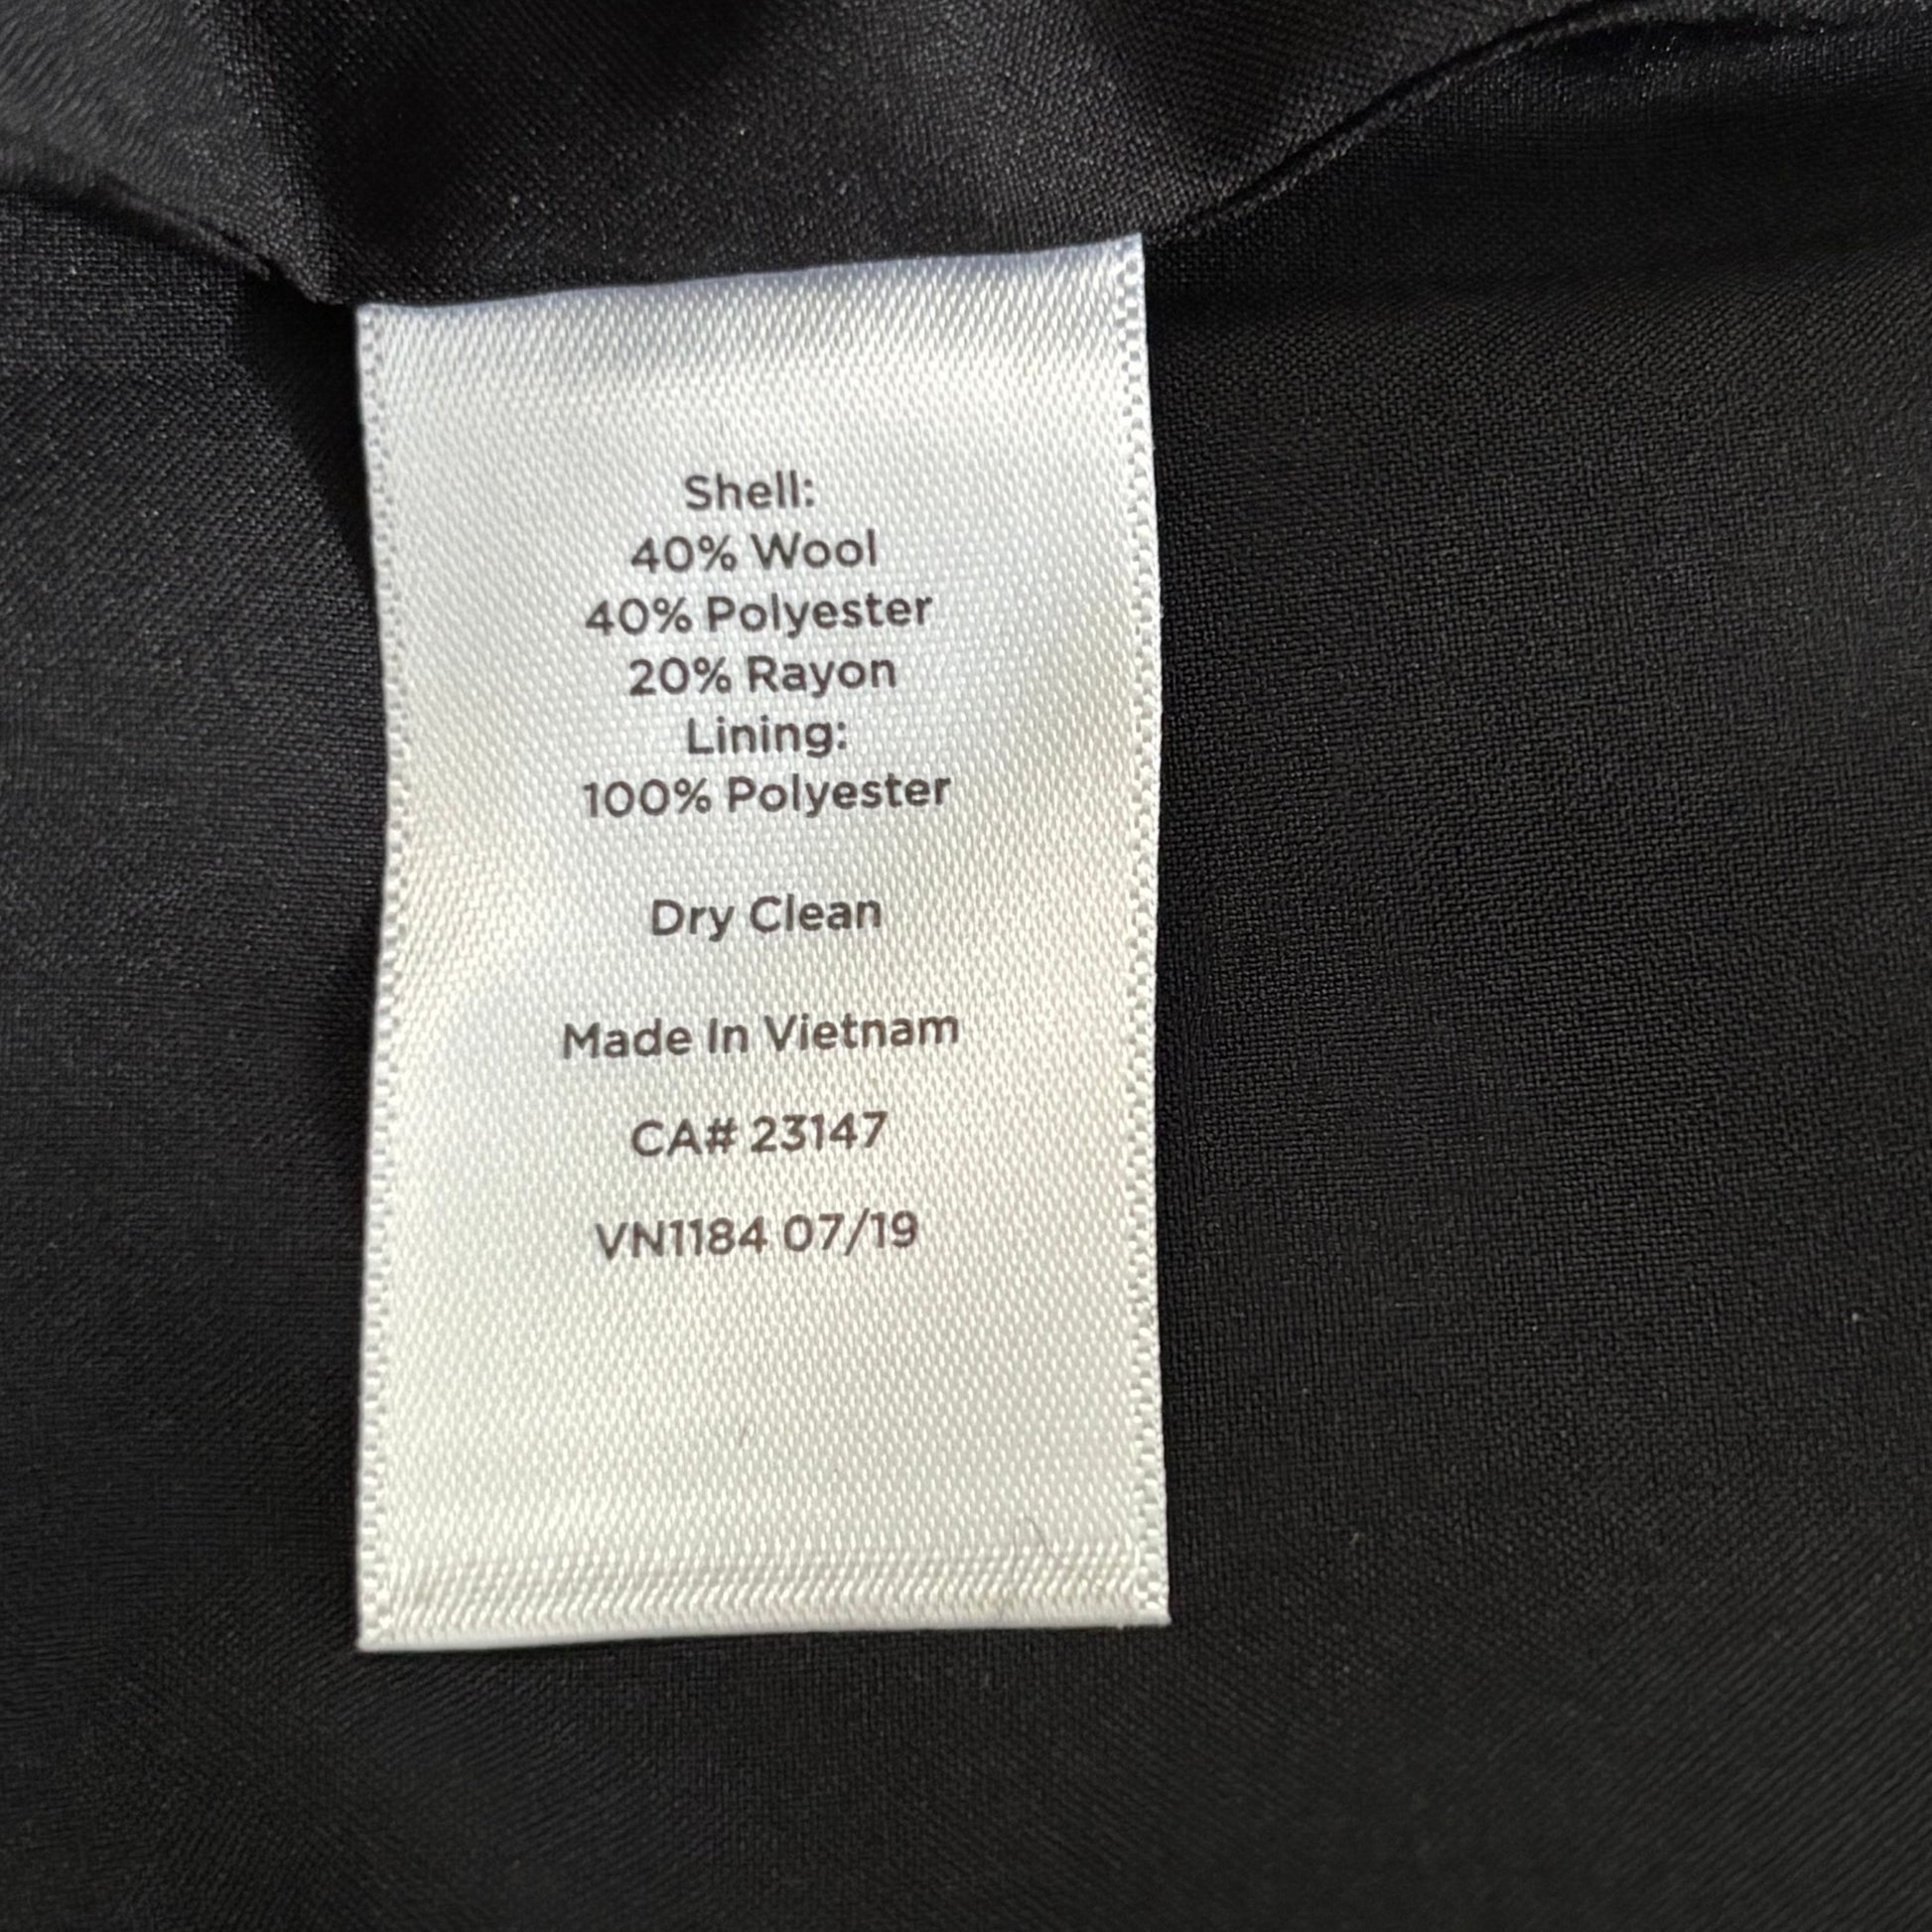 Shell:
40% Wool
40% Polyester
20% Rayon
Lining:
100% Polyester
Dry Clean
Made In Vietnam
CA# 23147
VN1184 07/19